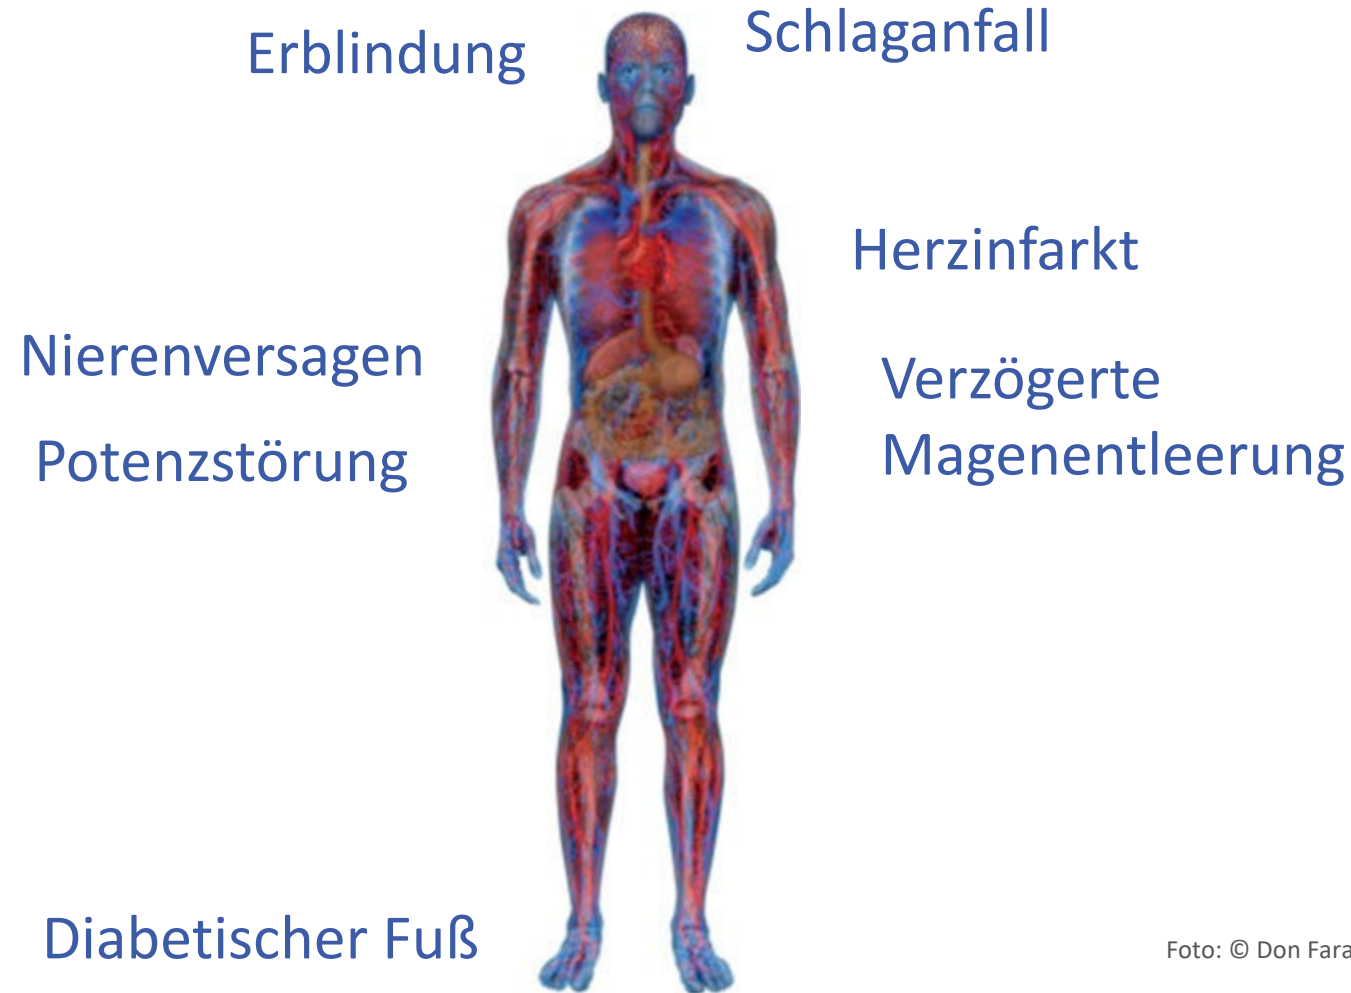 Erblindung
Schlaganfall
Herzinfarkt
Nierenversagen
Verzögerte
Magenentleerung
Potenzstörung
Diabetischer Fuß
Foto: © Don Fara